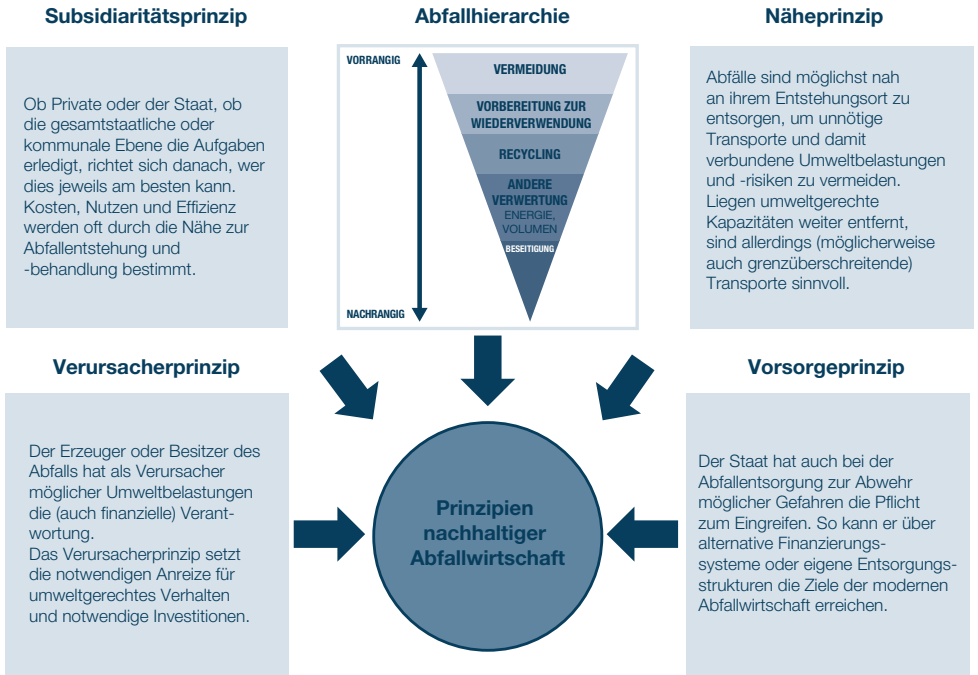 Subsidiaritätsprinzip
Ob Private oder der Staat, ob
die gesamtstaatliche oder
kommunale Ebene die Aufgaben
erledigt, richtet sich danach, wer
dies jeweils am besten kann.
Kosten, Nutzen und Effizienz
werden oft durch die Nähe zur
Abfallentstehung und
-behandlung bestimmt.
Abfallhierarchie
VORRANGIG
VERMEIDUNG
VORBEREITUNG ZUR
WIEDERVERWENDUNG
RECYCLING
ANDERE
VERWERTUNG
ENERGIE,
VOLUMEN
BESEITIGUNG
NACHRANGIG
Näheprinzip
Abfälle sind möglichst nah
an ihrem Entstehungsort zu
entsorgen, um unnötige
Transporte und damit
verbundene Umweltbelastungen
und -risiken zu vermeiden.
Liegen umweltgerechte
Kapazitäten weiter entfernt,
sind allerdings (möglicherweise
auch grenzüberschreitende)
Transporte sinnvoll.
Verursacherprinzip
Der Erzeuger oder Besitzer des
Abfalls hat als Verursacher
möglicher Umweltbelastungen
die (auch finanzielle) Verant-
wortung.
Das Verursacherprinzip setzt
die notwendigen Anreize für
umweltgerechtes Verhalten
und notwendige Investitionen.
Prinzipien
nachhaltiger
Abfallwirtschaft
Vorsorgeprinzip
Der Staat hat auch bei der
Abfallentsorgung zur Abwehr
möglicher Gefahren die Pflicht
zum Eingreifen. So kann er über
alternative Finanzierungs-
systeme oder eigene Entsorgungs-
strukturen die Ziele der modernen
Abfallwirtschaft erreichen.